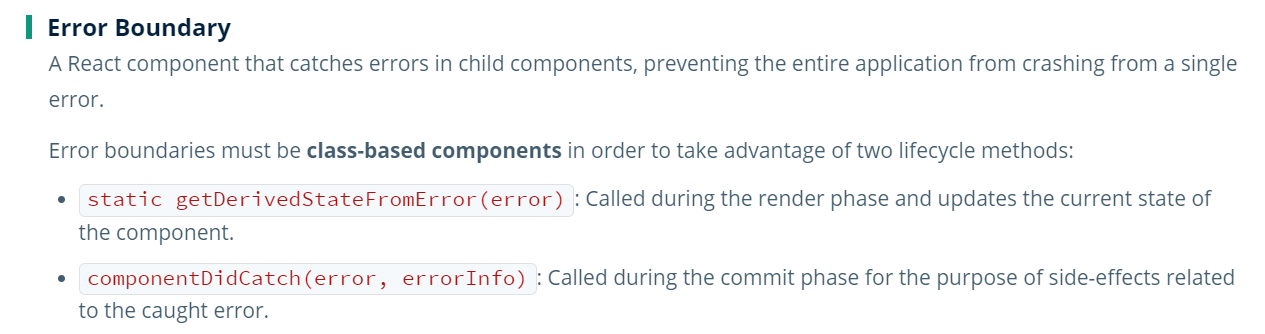 Error Boundary
A React component that catches errors in child components, preventing the entire application from crashing from a single
error.
Error boundaries must be class-based components in order to take advantage of two lifecycle methods:
• static getDerivedStateFromError(error): Called during the render phase and updates the current state of
the component.
• componentDidCatch(error, errorInfo): Called during the commit phase for the purpose of side-effects related
to the caught error.